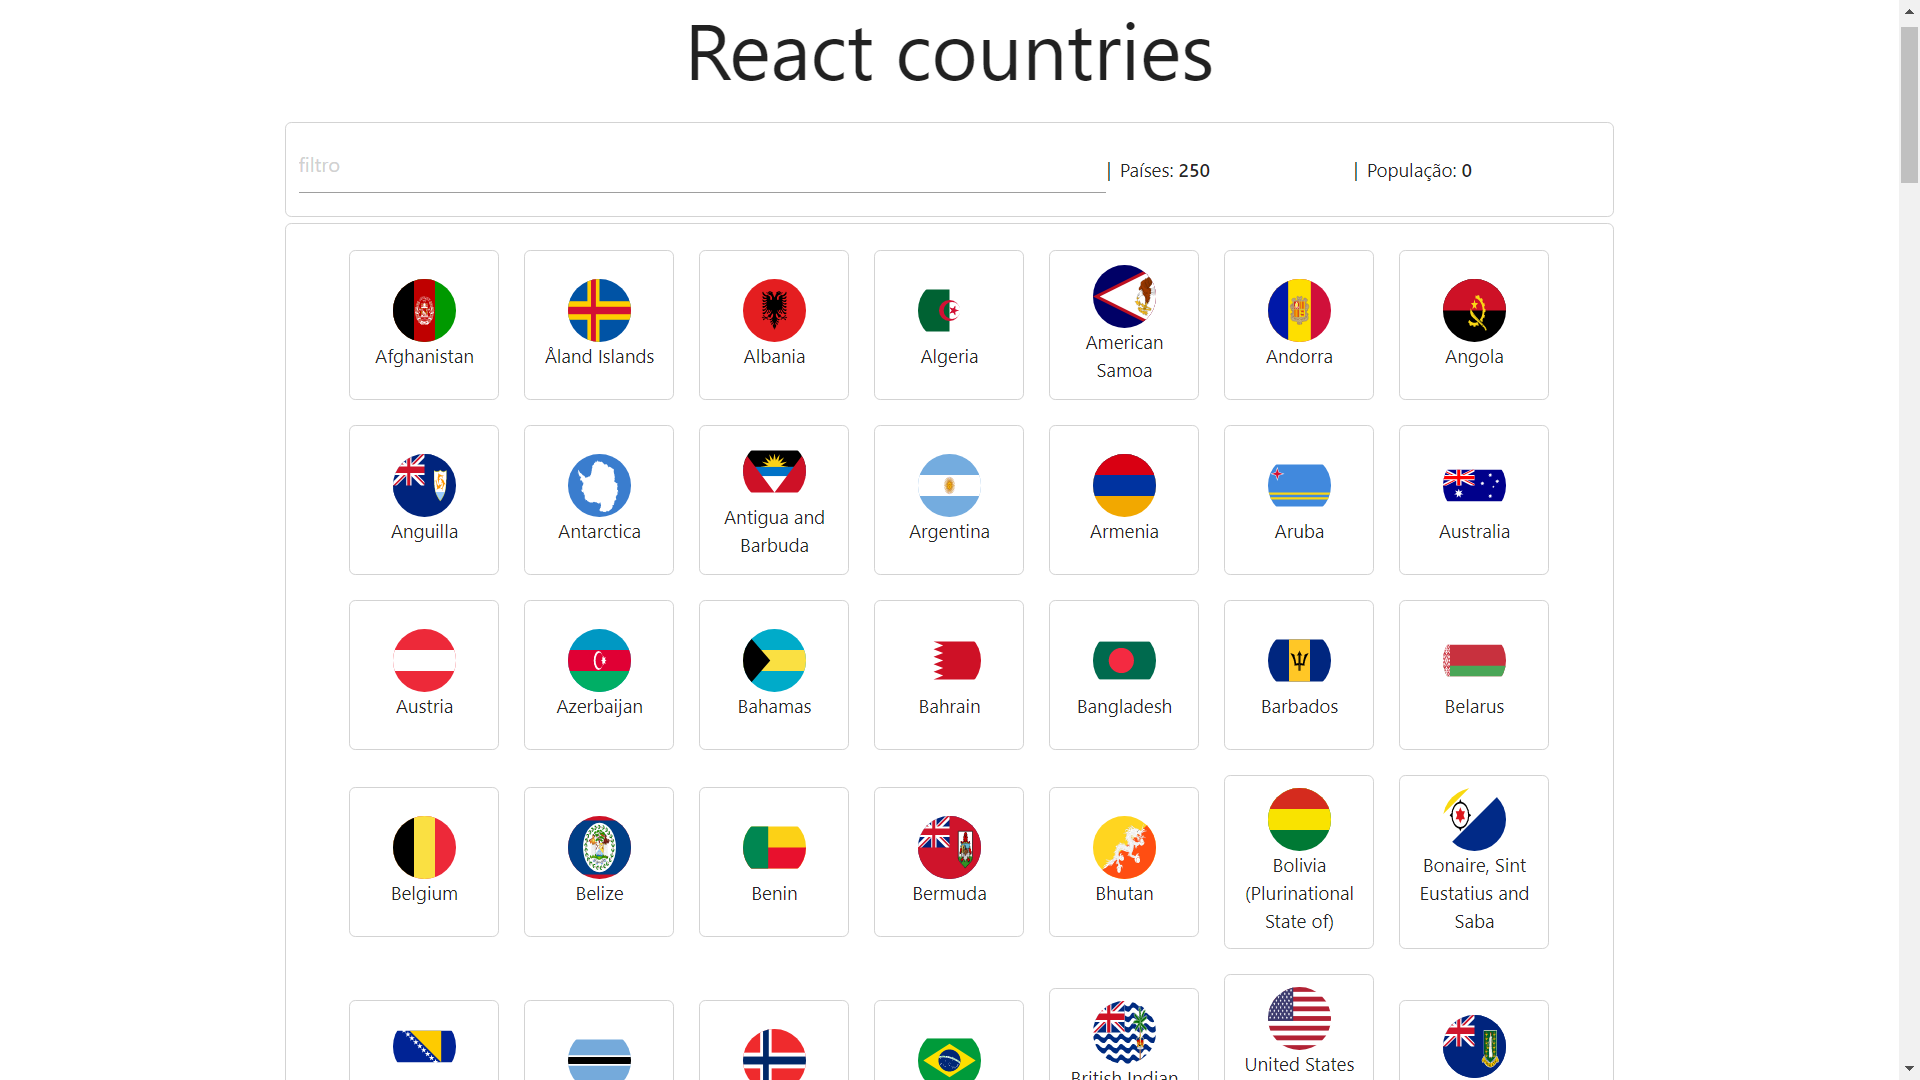 React countries
filtro
| Países: 250
| População: 0
Afghanistan
Åland Islands
Albania
Algeria
American
Samoa
Andorra
Angola
Anguilla
Antarctica
Antigua and
Barbuda
Argentina
Armenia
Aruba
Australia
Austria
Azerbaijan
Bahamas
Bahrain
Bangladesh
Barbados
Belarus
Belgium
Belize
Benin
Bermuda
Bhutan
Bolivia
(Plurinational
State of)
Bonaire, Sint
Eustatius and
Saba
British Indian
United States